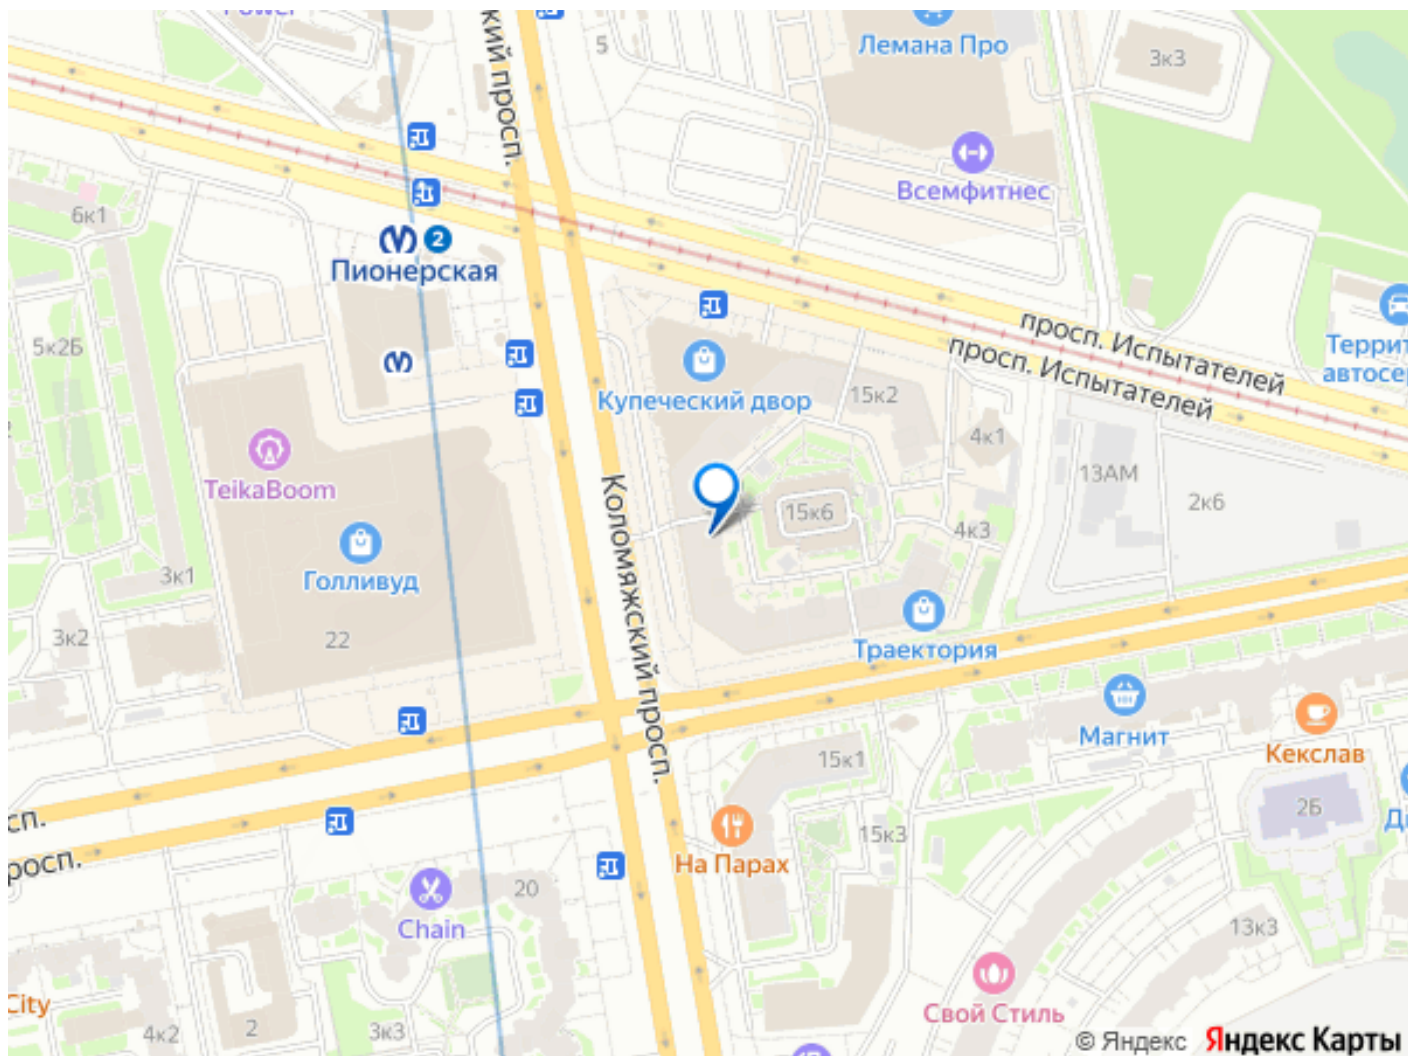 Лемана Про
5
3к3
кий просп.
Всемфитнес
6к1
2
Пионерская
5к2Б
просп. Испытателей
просп. Испытателей
Купеческий двор
15к2
4к1
TeikaBoom
13АМ
2к6
15к6
4к3
Коломяжский просп.
Голливуд
3к1
3к2
22
Траектория
Магнит
Кекслав
15к1
2Б
15к3
На Парах
20
Chain
13к3
City
4к2
2
3к3
Свой Стиль
© Яндекс Яндекс Карты